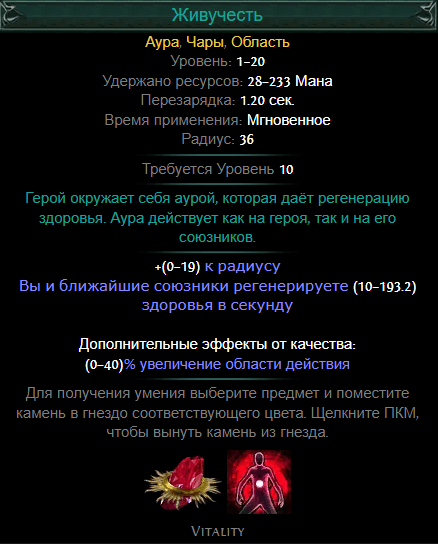 Живучесть
Аура, Чары, Область
Уровень: 1–20
Удержано ресурсов: 28–233 Мана
Перезарядка: 1.20 сек.
Время применения: Мгновенное
Радиус: 36
Требуется Уровень 10
Герой окружает себя аурой, которая даёт регенерацию
здоровья. Аура действует как на героя, так и на его
союзников.
+(0–19) к радиусу
Вы и ближайшие союзники регенерируете (10–193.2)
здоровья в секунду
Дополнительные эффекты от качества:
(0–40)% увеличение области действия
Для получения умения выберите предмет и поместите
камень в гнездо соответствующего цвета. Щелкните ПКМ,
чтобы вынуть камень из гнезда.
Vitality